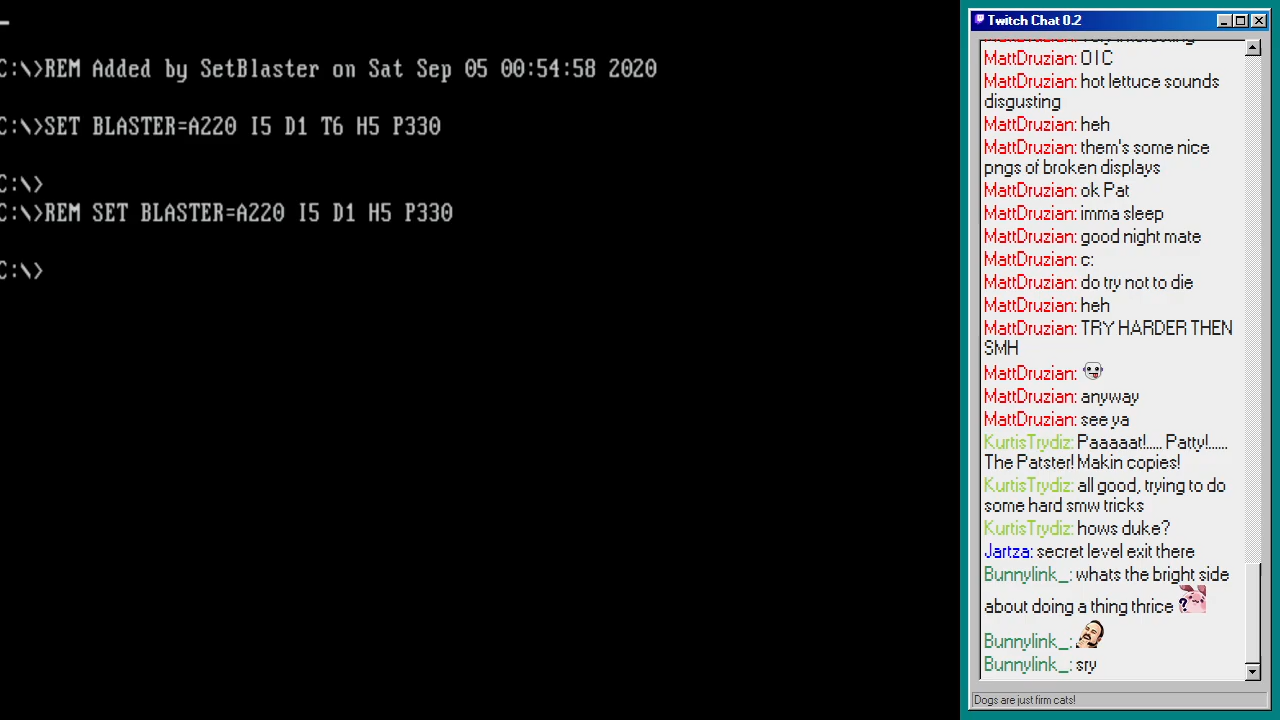 C:\>REM Added by SetBlaster on Sat Sep 05 00:54:58 2020
C:\>SET BLASTER=A220 I5 D1 T6 H5 P330
C:\>
C:\>REM SET BLASTER=A220 I5 D1 H5 P330
C:\>
Twitch Chat 0.2
MattDruzian: OTC
MattDruzian: hot lettuce sounds
disgusting
MattDruzian: heh
MattDruzian: them's some nice
pngs of broken displays
MattDruzian: ok Pat
MattDruzian: imma sleep
MattDruzian: good night mate
MattDruzian: c:
MattDruzian: do try not to die
MattDruzian: heh
MattDruzian: TRY HARDER THEN
SMH
MattDruzian:
MattDruzian: anyway
MattDruzian: see ya
KurtisTrydiz: Paaaaat!..... Patty!......
The Patster! Makin copies!
KurtisTrydiz: all good, trying to do
some hard smw tricks
KurtisTrydiz: hows duke?
Jartza: secret level exit there
Bunnylink_: whats the bright side
about doing a thing thrice
Bunnylink_:
Bunnylink_: sry
Dogs are just firm cats!